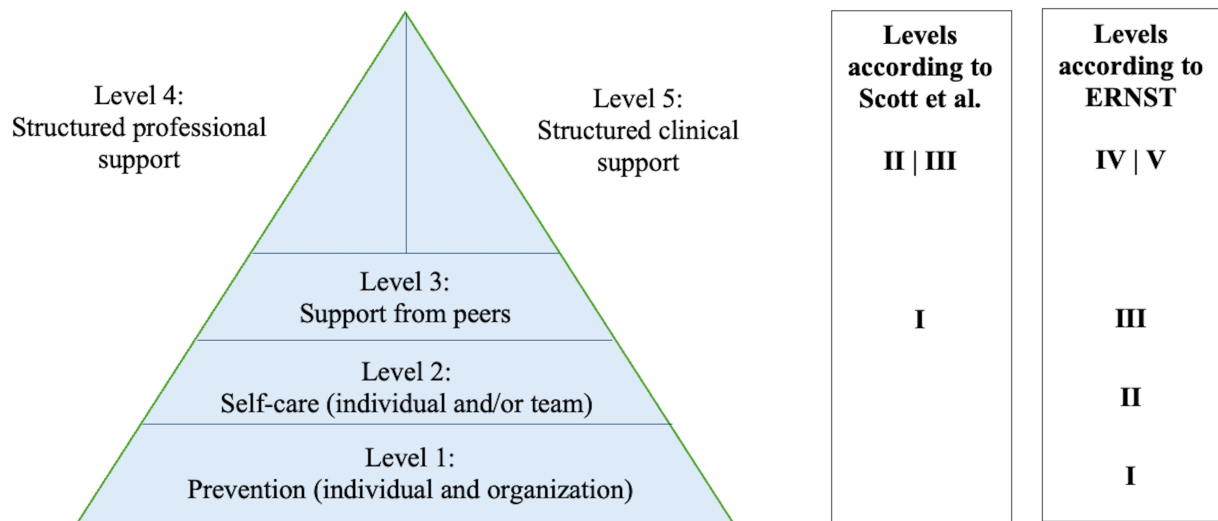 Level 4:
Structured professional
support
Level 5:
Structured clinical
support
Level 3:
Support from peers
Level 2:
Self-care (individual and/or team)
Level 1:
Prevention (individual and organization)
Levels
according to
Scott et al.
II | III
I
Levels
according to
ERNST
IV | V
III
II
I